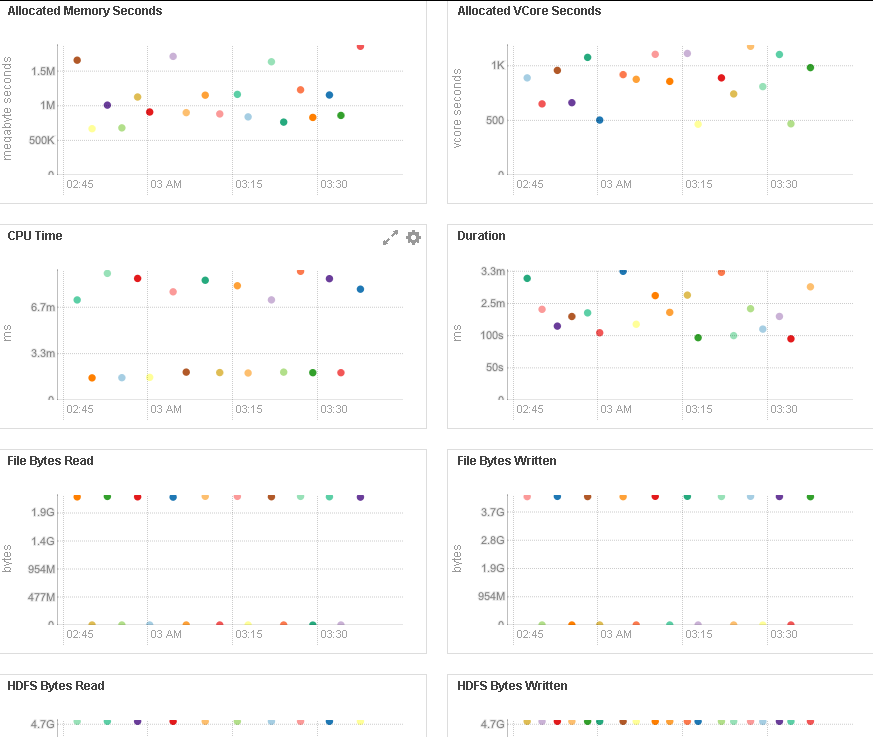 Allocated Memory Seconds
megabyte seconds
1.5M
1M
500K
0
02:45 03 AM 03:15 03:30
Allocated VCore Seconds
vcore seconds
1K
500
0
02:45 03 AM 03:15 03:30
CPU Time
ms
6.7m
3.3m
0
02:45 03 AM 03:15 03:30
Duration
ms
3.3m
2.5m
100s
50s
0
02:45 03 AM 03:15 03:30
File Bytes Read
bytes
1.9G
1.4G
954M
477M
0
02:45 03 AM 03:15 03:30
File Bytes Written
bytes
3.7G
2.8G
1.9G
954M
0
02:45 03 AM 03:15 03:30
HDFS Bytes Read
4.7G
HDFS Bytes Written
4.7G